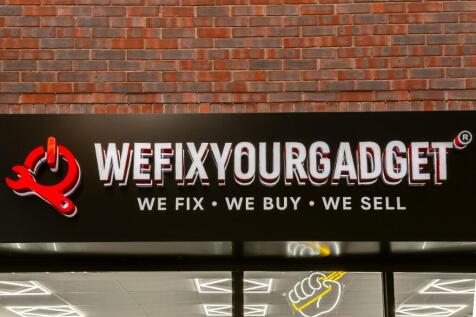 WEFIXYOURGADGET®
WE FIX • WE BUY • WE SELL